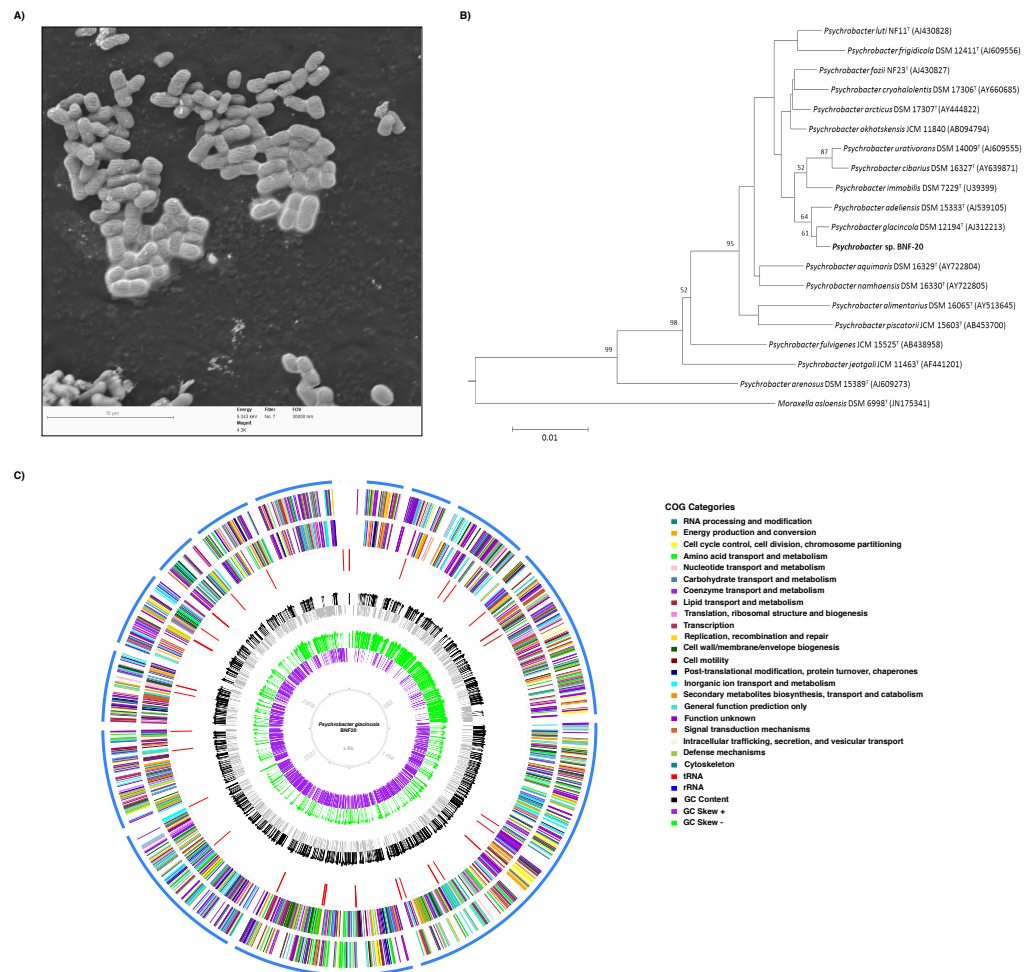 A)
B)
10 µm
Energy Filter FOV
5.343 keV No. 7 30000 nm
Magnif.
4.3K
Psychrobacter luti NF11ᵀ (AJ430828)
Psychrobacter frigidicola DSM 12411ᵀ (AJ609556)
Psychrobacter fozii NF23ᵀ (AJ430827)
Psychrobacter cryohalolentis DSM 17306ᵀ (AY660685)
Psychrobacter arcticus DSM 17307ᵀ (AY444822)
Psychrobacter okhotskensis JCM 11840 (AB094794)
87
Psychrobacter urativorans DSM 14009ᵀ (AJ609555)
52
Psychrobacter cibarius DSM 16327ᵀ (AY639871)
Psychrobacter immobilis DSM 7229ᵀ (U39399)
Psychrobacter adeliensis DSM 15333ᵀ (AJ539105)
64
Psychrobacter glacincola DSM 12194ᵀ (AJ312213)
61
Psychrobacter sp. BNF-20
95
Psychrobacter aquimaris DSM 16329ᵀ (AY722804)
Psychrobacter namhaensis DSM 16330ᵀ (AY722805)
52
Psychrobacter alimentarius DSM 16065ᵀ (AY513645)
98
Psychrobacter piscatorii JCM 15603ᵀ (AB453700)
Psychrobacter fulvigenes JCM 15525ᵀ (AB438958)
99
Psychrobacter jeotgali JCM 11463ᵀ (AF441201)
Psychrobacter arenosus DSM 15389ᵀ (AJ609273)
Moraxella osloensis DSM 6998ᵀ (JN175341)
0.01
C)
Psychrobacter glacincola
BNF20
COG Categories
RNA processing and modification
Energy production and conversion
Cell cycle control, cell division, chromosome partitioning
Amino acid transport and metabolism
Nucleotide transport and metabolism
Carbohydrate transport and metabolism
Coenzyme transport and metabolism
Lipid transport and metabolism
Translation, ribosomal structure and biogenesis
Transcription
Replication, recombination and repair
Cell wall/membrane/envelope biogenesis
Cell motility
Post-translational modification, protein turnover, chaperones
Inorganic ion transport and metabolism
Secondary metabolites biosynthesis, transport and catabolism
General function prediction only
Function unknown
Signal transduction mechanisms
Intracellular trafficking, secretion, and vesicular transport
Defense mechanisms
Cytoskeleton
tRNA
rRNA
GC Content
GC Skew +
GC Skew -